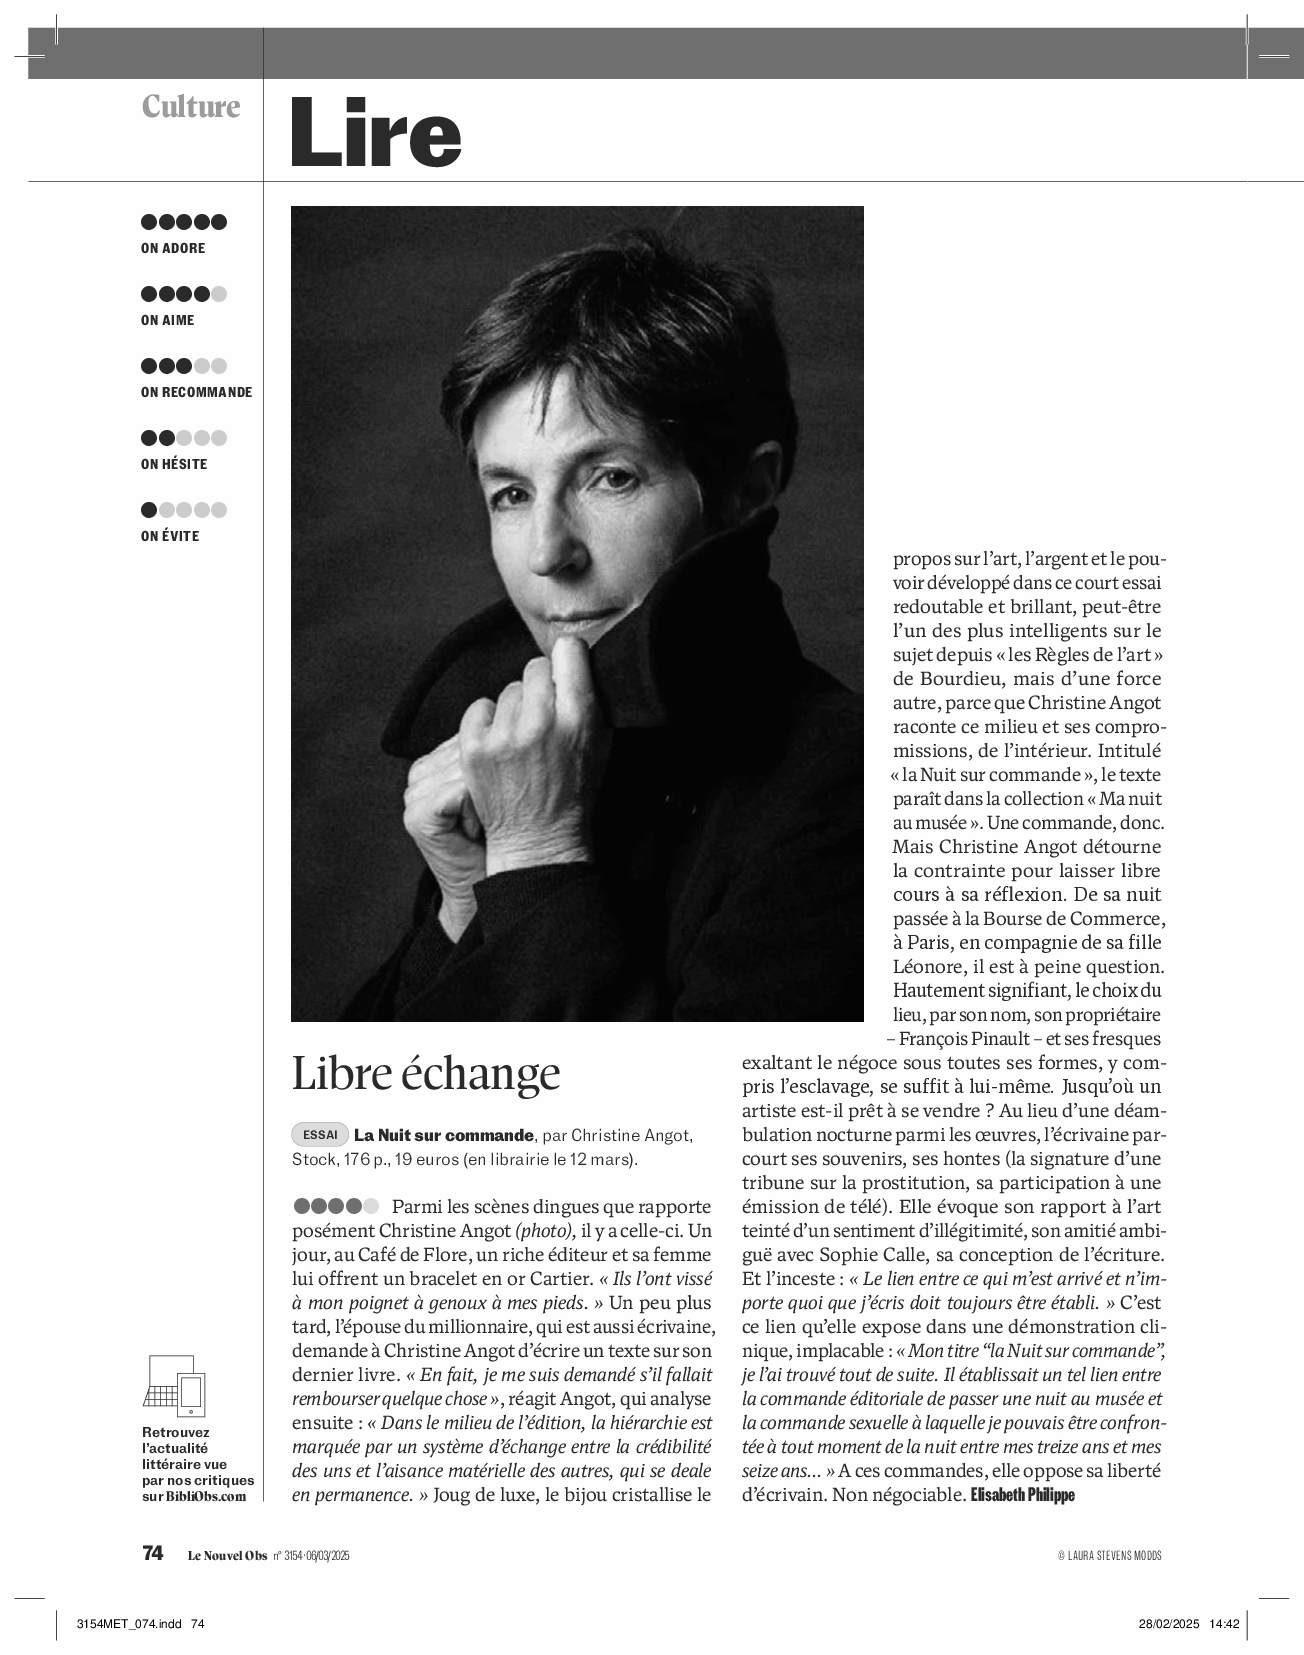 Culture
Lire
ON ADORE
ON AIME
ON RECOMMANDE
ON HÉSITE
ON ÉVITE
Libre échange
ESSAI La Nuit sur commande, par Christine Angot,
Stock, 176 p., 19 euros (en librairie le 12 mars).
Parmi les scènes dingues que rapporte
posément Christine Angot (photo), il y a celle-ci. Un
jour, au Café de Flore, un riche éditeur et sa femme
lui offrent un bracelet en or Cartier. « Ils l’ont vissé
à mon poignet à genoux à mes pieds. » Un peu plus
tard, l’épouse du millionnaire, qui est aussi écrivaine,
demande à Christine Angot d’écrire un texte sur son
dernier livre. « En fait, je me suis demandé s’il fallait
rembourser quelque chose », réagit Angot, qui analyse
ensuite : « Dans le milieu de l’édition, la hiérarchie est
marquée par un système d’échange entre la crédibilité
des uns et l’aisance matérielle des autres, qui se deale
en permanence. » Joug de luxe, le bijou cristallise le
propos sur l’art, l’argent et le pou-
voir développé dans ce court essai
redoutable et brillant, peut-être
l’un des plus intelligents sur le
sujet depuis « les Règles de l’art »
de Bourdieu, mais d’une force
autre, parce que Christine Angot
raconte ce milieu et ses compro-
missions, de l’intérieur. Intitulé
« la Nuit sur commande », le texte
paraît dans la collection « Ma nuit
au musée ». Une commande, donc.
Mais Christine Angot détourne
la contrainte pour laisser libre
cours à sa réflexion. De sa nuit
passée à la Bourse de Commerce,
à Paris, en compagnie de sa fille
Léonore, il est à peine question.
Hautement signifiant, le choix du
lieu, par son nom, son propriétaire
– François Pinault – et ses fresques
exaltant le négoce sous toutes ses formes, y com-
pris l’esclavage, se suffit à lui-même. Jusqu’où un
artiste est-il prêt à se vendre ? Au lieu d’une déam-
bulation nocturne parmi les œuvres, l’écrivaine par-
court ses souvenirs, ses hontes (la signature d’une
tribune sur la prostitution, sa participation à une
émission de télé). Elle évoque son rapport à l’art
teinté d’un sentiment d’illégitimité, son amitié ambi-
guë avec Sophie Calle, sa conception de l’écriture.
Et l’inceste : « Le lien entre ce qui m’est arrivé et n’im-
porte quoi que j’écris doit toujours être établi. » C’est
ce lien qu’elle expose dans une démonstration cli-
nique, implacable : « Mon titre “la Nuit sur commande”,
je l’ai trouvé tout de suite. Il établissait un tel lien entre
la commande éditoriale de passer une nuit au musée et
la commande sexuelle à laquelle je pouvais être confron-
tée à tout moment de la nuit entre mes treize ans et mes
seize ans… » A ces commandes, elle oppose sa liberté
d’écrivain. Non négociable. Elisabeth Philippe
Retrouvez
l’actualité
littéraire vue
par nos critiques
sur BibliObs.com
74 Le Nouvel Obs n° 3154 · 06/03/2025
© LAURA STEVENS MODDS
3154MET_074.indd 74
28/02/2025 14:42